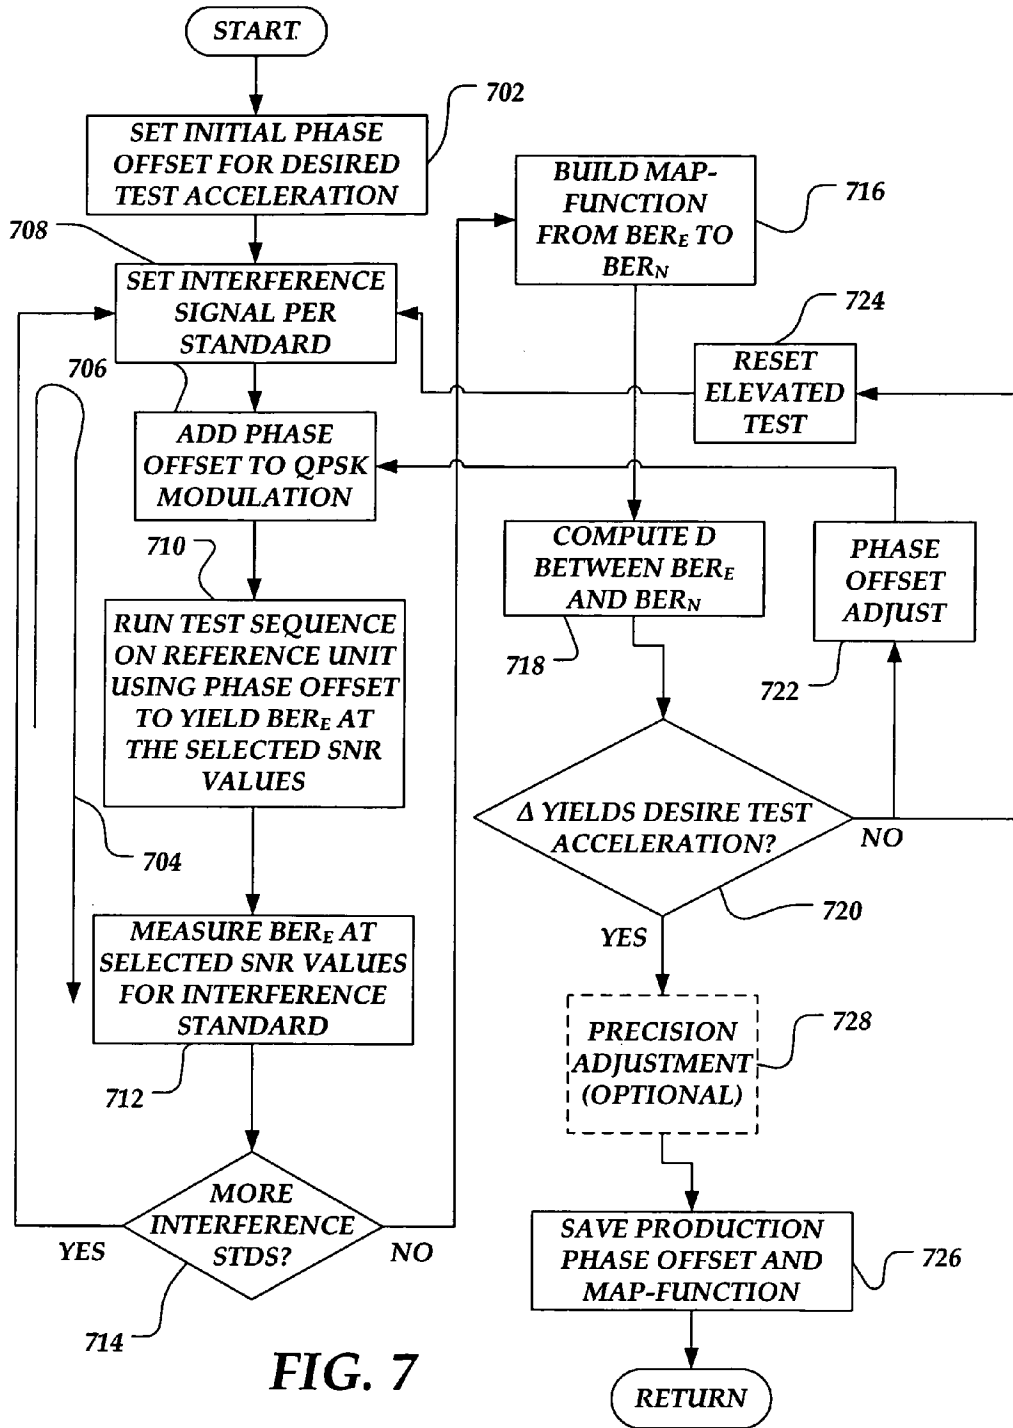 START
702
SET INITIAL PHASE
OFFSET FOR DESIRED
TEST ACCELERATION
708
SET INTERFERENCE
SIGNAL PER
STANDARD
706
ADD PHASE
OFFSET TO QPSK
MODULATION
710
RUN TEST SEQUENCE
ON REFERENCE UNIT
USING PHASE OFFSET
TO YIELD BERE AT
THE SELECTED SNR
VALUES
704
MEASURE BERE AT
SELECTED SNR VALUES
FOR INTERFERENCE
STANDARD
712
MORE
INTERFERENCE
STDS?
YES
NO
714
BUILD MAP-
FUNCTION
FROM BERE TO
BERN
716
724
RESET
ELEVATED
TEST
COMPUTE D
BETWEEN BERE
AND BERN
718
PHASE
OFFSET
ADJUST
722
Δ YIELDS DESIRE TEST
ACCELERATION?
NO
720
YES
PRECISION
ADJUSTMENT
(OPTIONAL)
728
SAVE PRODUCTION
PHASE OFFSET AND
MAP-FUNCTION
726
RETURN
FIG. 7